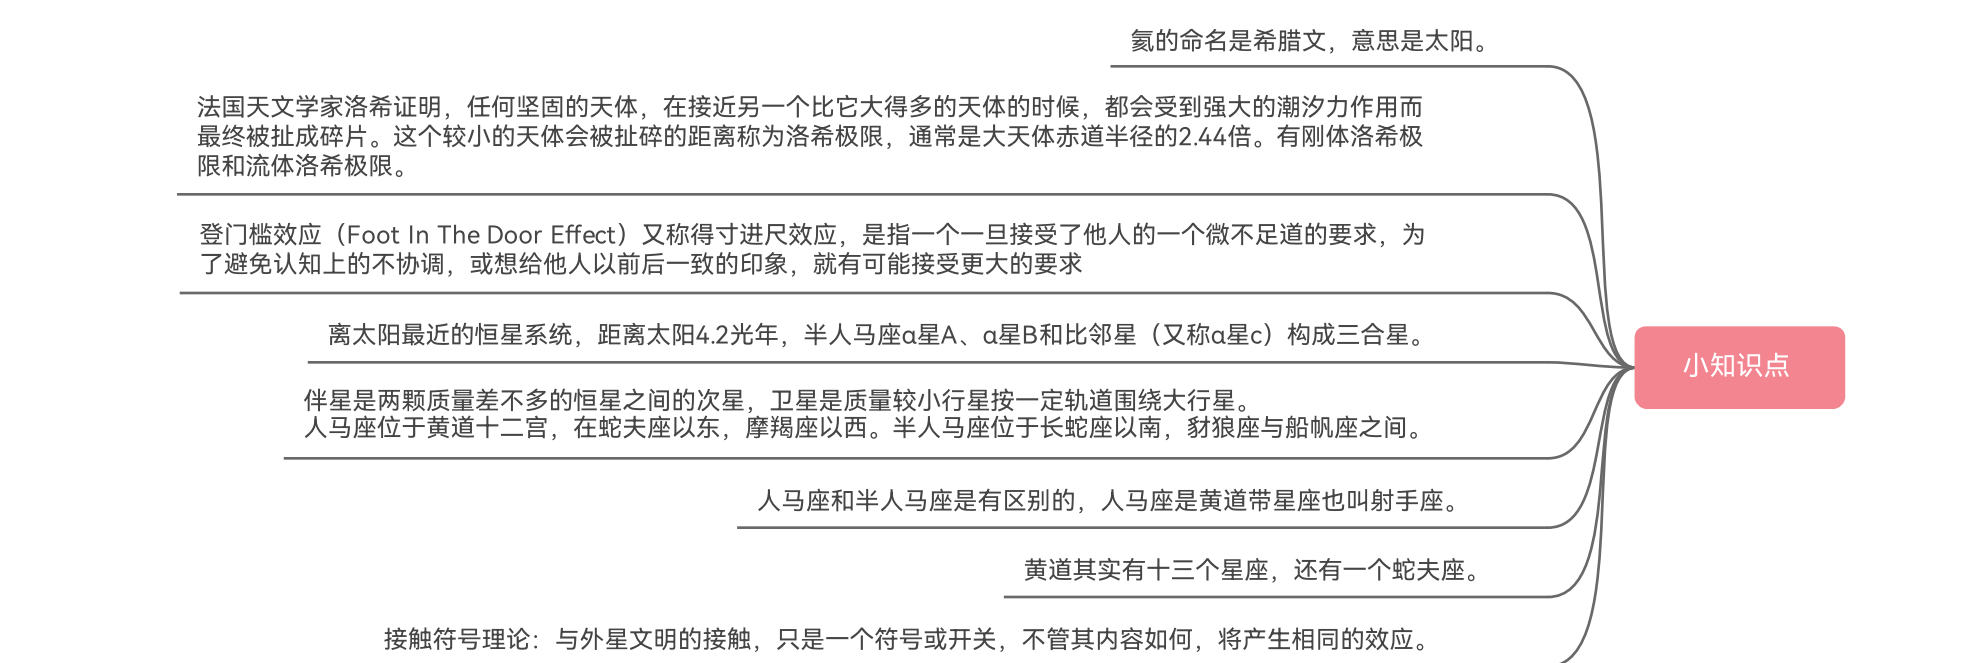 氦的命名是希腊文，意思是太阳。
法国天文学家洛希证明，任何坚固的天体，在接近另一个比它大得多的天体的时候，都会受到强大的潮汐力作用而
最终被扯成碎片。这个较小的天体会被扯碎的距离称为洛希极限，通常是大天体赤道半径的2.44倍。有刚体洛希极
限和流体洛希极限。
登门槛效应（Foot In The Door Effect）又称得寸进尺效应，是指一个一旦接受了他人的一个微不足道的要求，为
了避免认知上的不协调，或想给他人以前后一致的印象，就有可能接受更大的要求
离太阳最近的恒星系统，距离太阳4.2光年，半人马座α星A、α星B和比邻星（又称α星c）构成三合星。
小知识点
伴星是两颗质量差不多的恒星之间的次星，卫星是质量较小行星按一定轨道围绕大行星。
人马座位于黄道十二宫，在蛇夫座以东，摩羯座以西。半人马座位于长蛇座以南，豺狼座与船帆座之间。
人马座和半人马座是有区别的，人马座是黄道带星座也叫射手座。
黄道其实有十三个星座，还有一个蛇夫座。
接触符号理论：与外星文明的接触，只是一个符号或开关，不管其内容如何，将产生相同的效应。